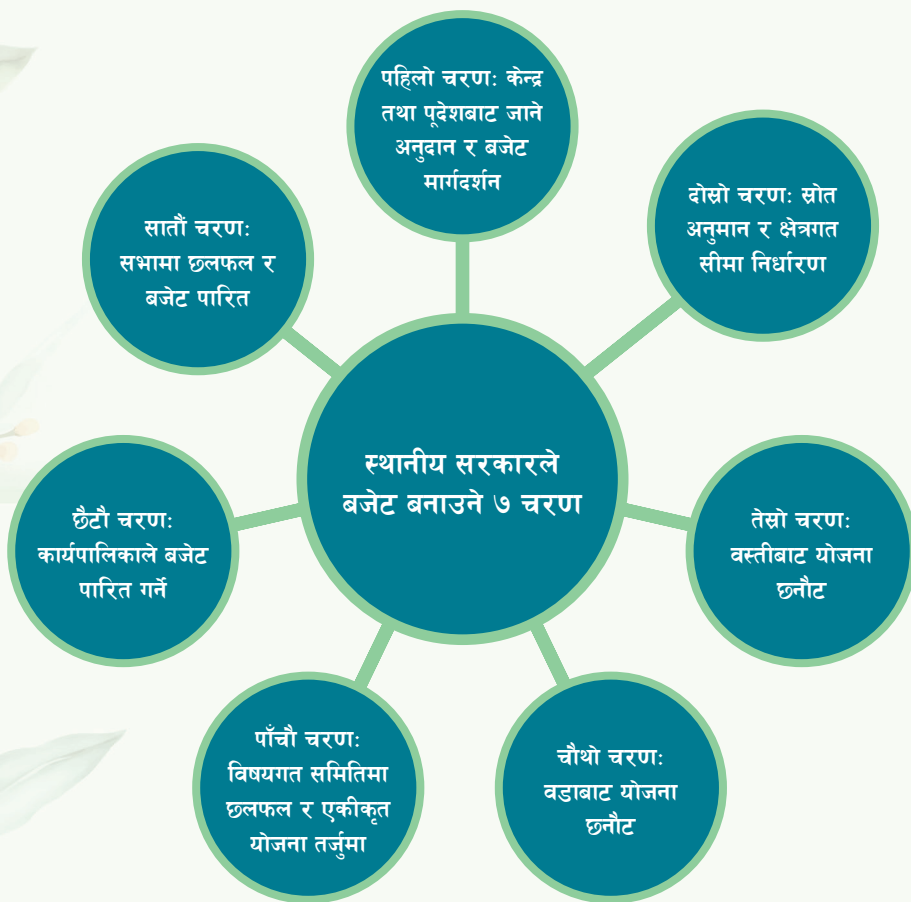 स्थानीय सरकारले
बजेट बनाउने ७ चरण
पहिलो चरण: केन्द्र
तथा पूदेशबाट जाने
अनुदान र बजेट
मार्गदर्शन
दोस्रो चरण: स्रोत
अनुमान र क्षेत्रगत
सीमा निर्धारण
तेस्रो चरण:
वस्तीबाट योजना
छनौट
चौथो चरण:
वडाबाट योजना
छनौट
पाँचौ चरण:
विषयगत समितिमा
छलफल र एकीकृत
योजना तर्जुमा
छैटौ चरण:
कार्यपालिकाले बजेट
पारित गर्ने
सातौं चरण:
सभामा छलफल र
बजेट पारित